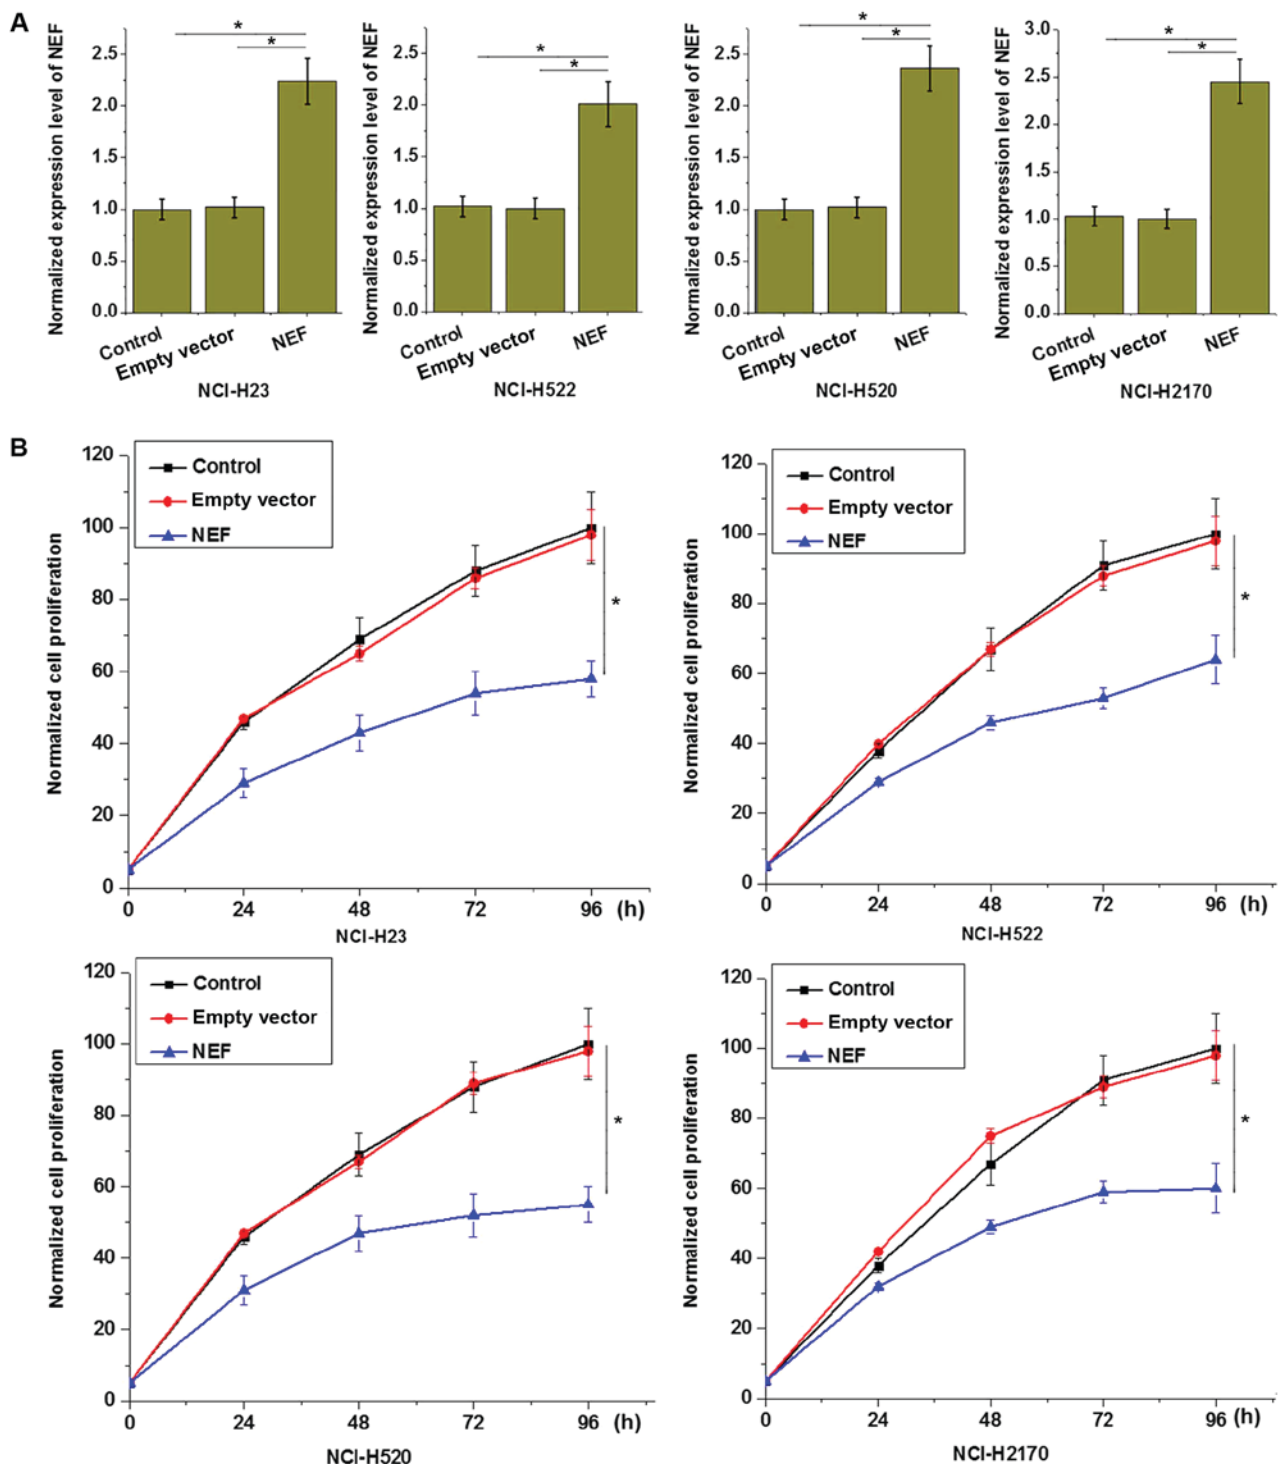 A
Normalized expression level of NEF
2.5
2.0
1.5
1.0
0.5
0.0
*
*
Control
Empty vector
NEF
NCI-H23
Normalized expression level of NEF
2.5
2.0
1.5
1.0
0.5
0.0
*
*
Control
Empty vector
NEF
NCI-H522
Normalized expression level of NEF
2.5
2.0
1.5
1.0
0.5
0.0
*
*
Control
Empty vector
NEF
NCI-H520
Normalized expression level of NEF
3.0
2.5
2.0
1.5
1.0
0.5
0.0
*
*
Control
Empty vector
NEF
NCI-H2170
B
Normalized cell proliferation
120
100
80
60
40
20
0
Control
Empty vector
NEF
*
0 24 48 72 96 (h)
NCI-H23
Normalized cell proliferation
120
100
80
60
40
20
0
Control
Empty vector
NEF
*
0 24 48 72 96 (h)
NCI-H522
Normalized cell proliferation
120
100
80
60
40
20
0
Control
Empty vector
NEF
*
0 24 48 72 96 (h)
NCI-H520
Normalized cell proliferation
120
100
80
60
40
20
0
Control
Empty vector
NEF
*
0 24 48 72 96 (h)
NCI-H2170